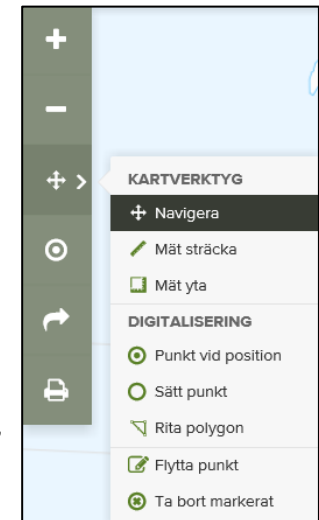 KARTVERKTYG
Navigera
Mät sträcka
Mät yta
DIGITALISERING
Punkt vid position
Sätt punkt
Rita polygon
Flytta punkt
Ta bort markerat